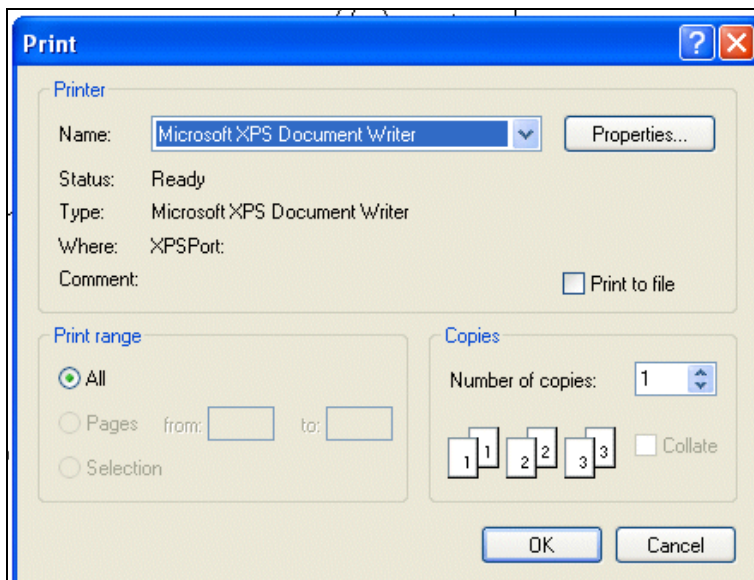 Print
Printer
Name: Microsoft XPS Document Writer Properties...
Status: Ready
Type: Microsoft XPS Document Writer
Where: XPSPort:
Comment:
Print to file
Print range
All
Pages from: to:
Selection
Copies
Number of copies: 1
1 1 2 2 3 3 Collate
OK Cancel